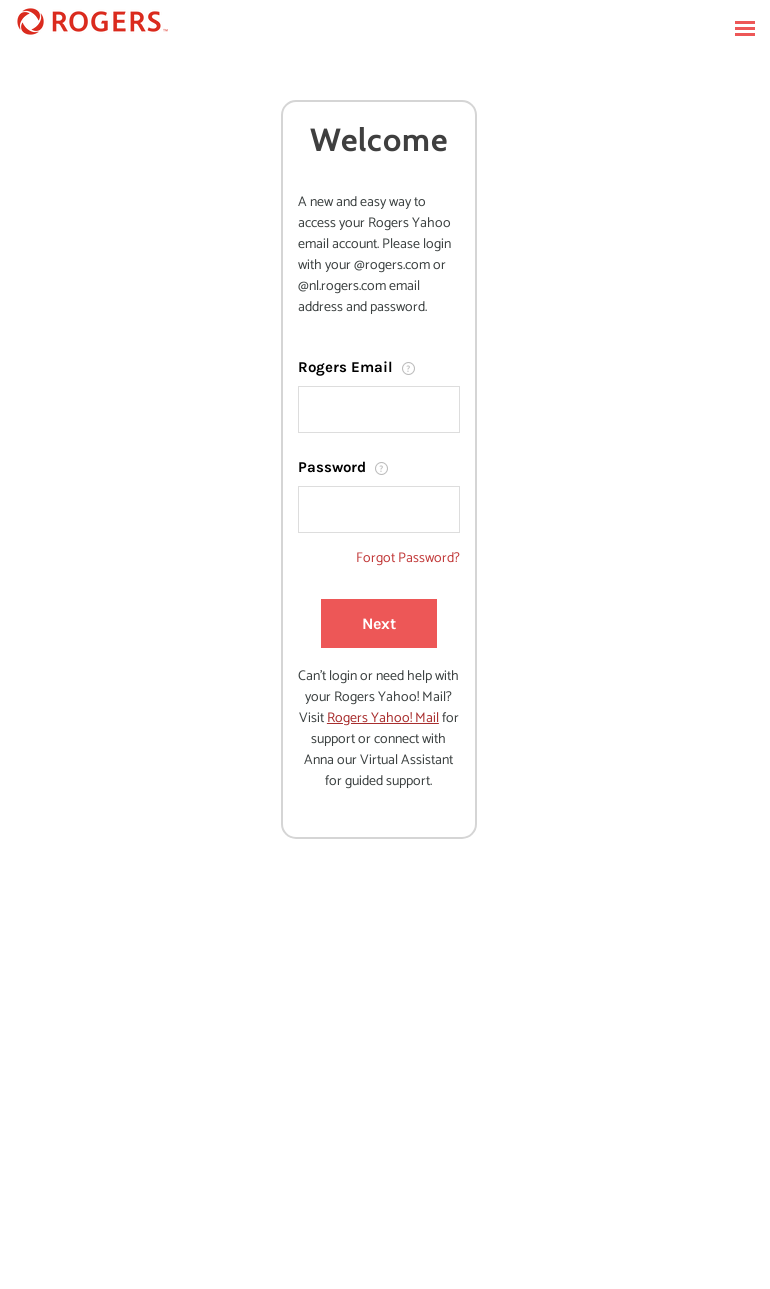 ROGERS™
Welcome
A new and easy way to
access your Rogers Yahoo
email account. Please login
with your @rogers.com or
@nl.rogers.com email
address and password.
Rogers Email ?
Password ?
Forgot Password?
Next
Can't login or need help with
your Rogers Yahoo! Mail?
Visit Rogers Yahoo! Mail for
support or connect with
Anna our Virtual Assistant
for guided support.